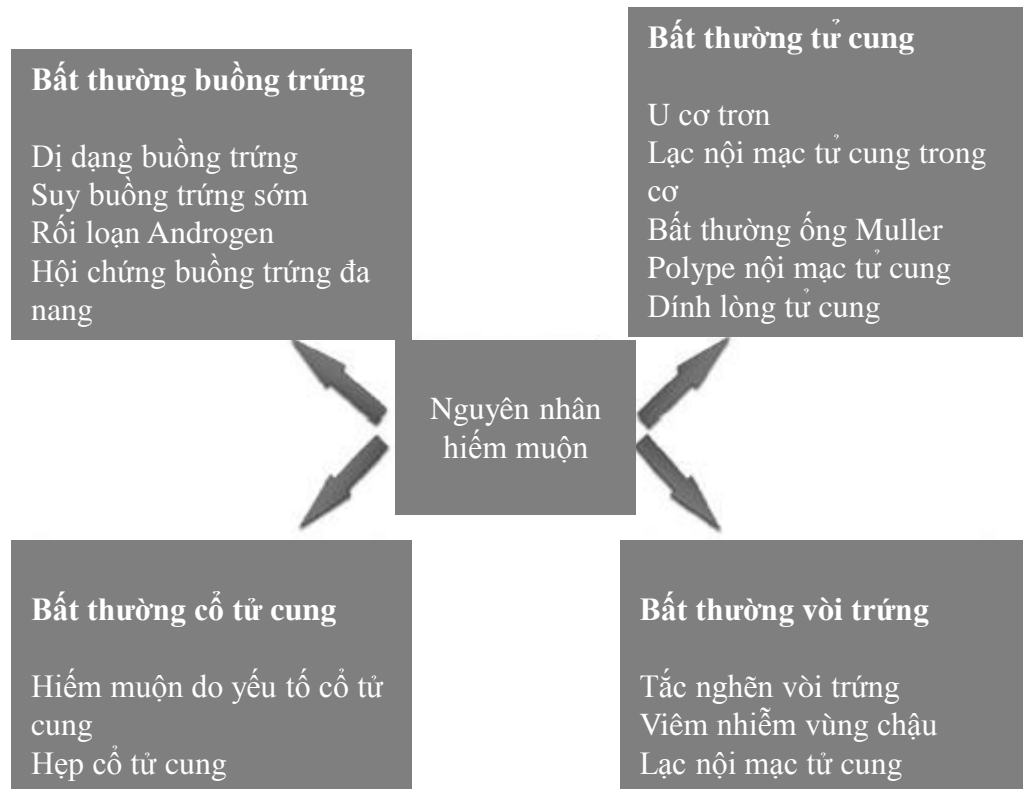 Bất thường buồng trứng
Dị dạng buồng trứng
Suy buồng trứng sớm
Rối loạn Androgen
Hội chứng buồng trứng đa
nang
Bất thường tử cung
U cơ trơn
Lạc nội mạc tử cung trong
cơ
Bất thường ống Muller
Polype nội mạc tử cung
Dính lòng tử cung
Nguyên nhân
hiếm muộn
Bất thường cổ tử cung
Hiếm muộn do yếu tố cổ tử
cung
Hẹp cổ tử cung
Bất thường vòi trứng
Tắc nghẽn vòi trứng
Viêm nhiễm vùng chậu
Lạc nội mạc tử cung